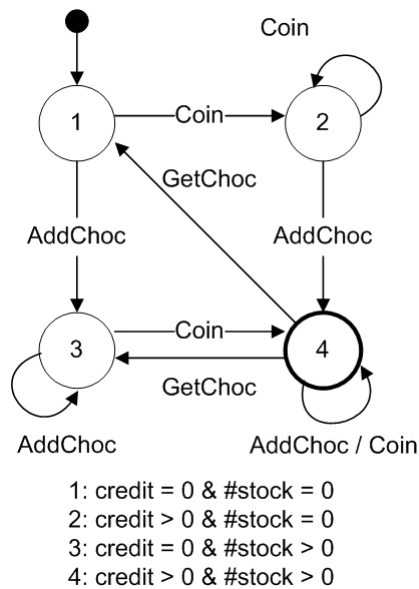 Coin
1
Coin
2
GetChoc
AddChoc
AddChoc
3
Coin
4
GetChoc
AddChoc
AddChoc / Coin
1: credit = 0 & #stock = 0
2: credit > 0 & #stock = 0
3: credit = 0 & #stock > 0
4: credit > 0 & #stock > 0